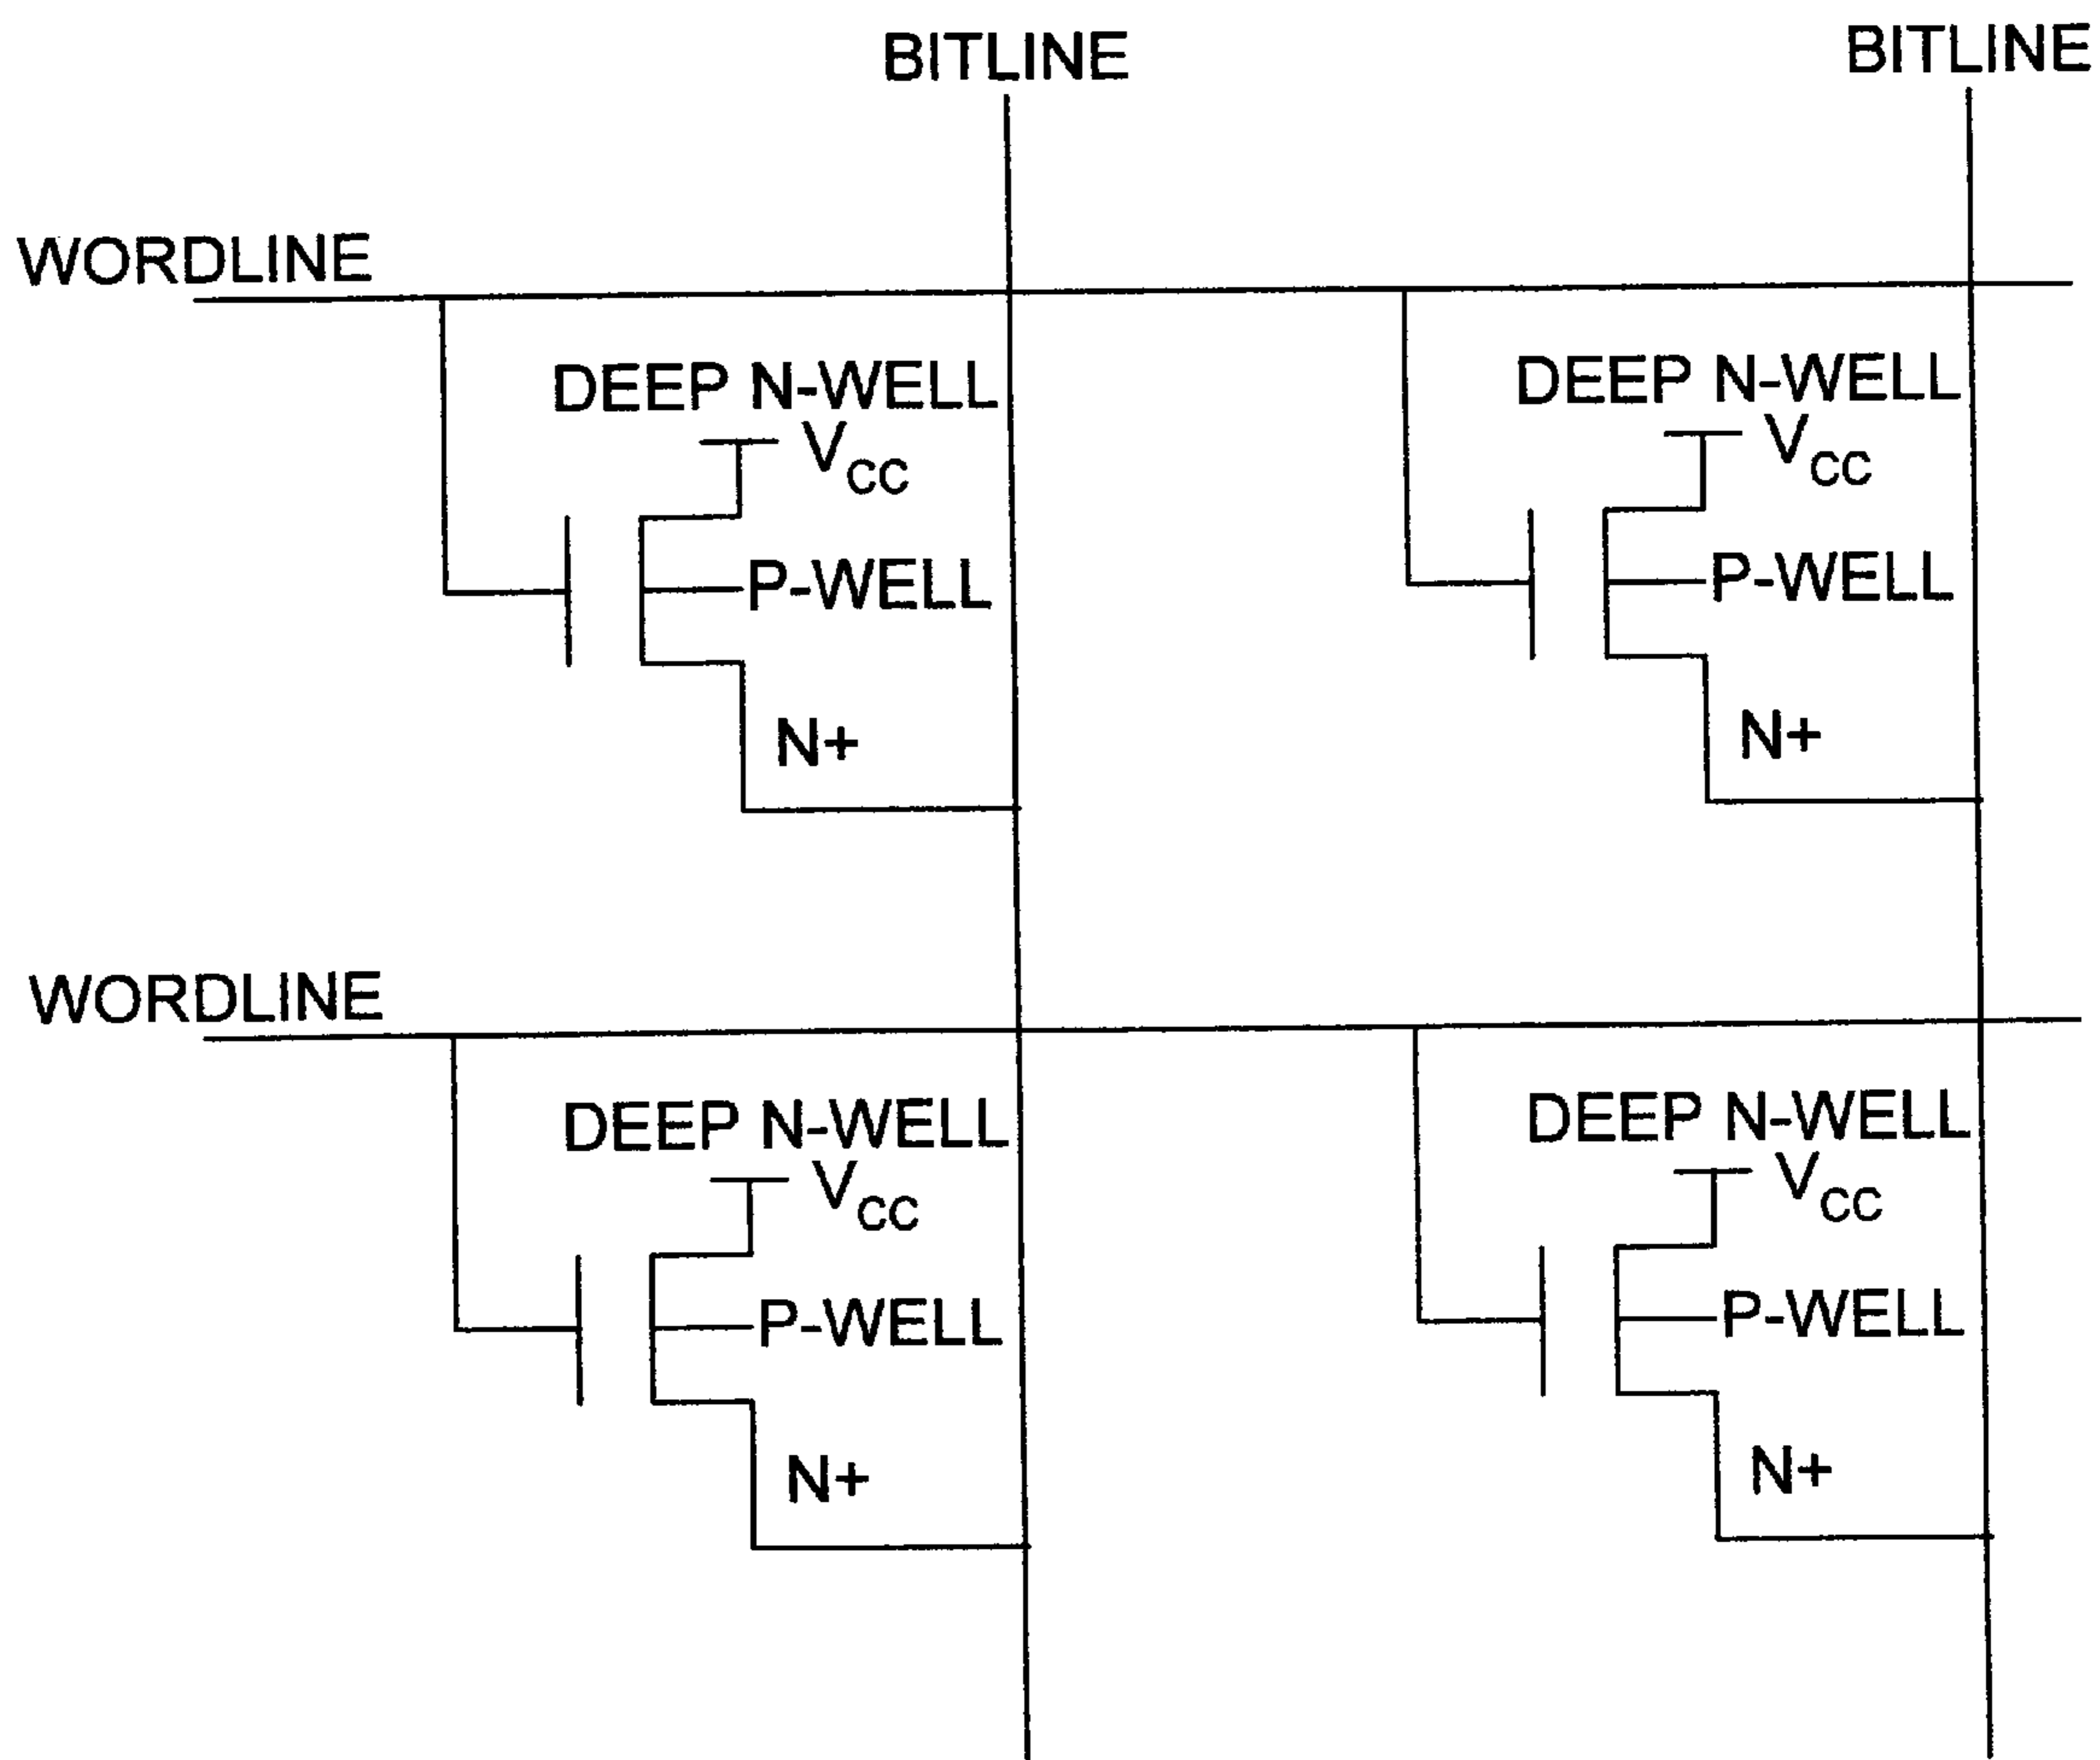 BITLINE BITLINE
WORDLINE
DEEP N-WELL DEEP N-WELL
VCC VCC
P-WELL P-WELL
N+ N+
WORDLINE
DEEP N-WELL DEEP N-WELL
VCC VCC
P-WELL P-WELL
N+ N+